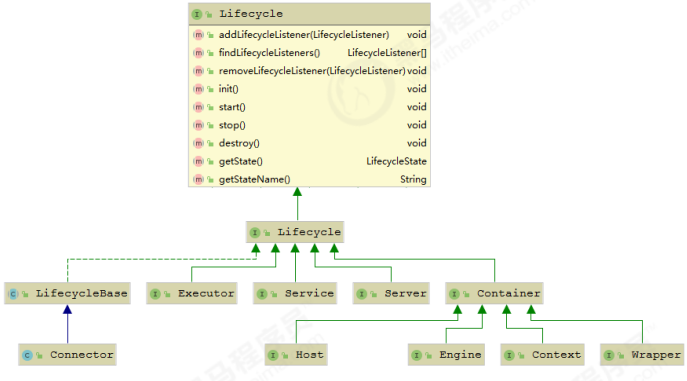 Lifecycle
addLifecycleListener(LifecycleListener) void
findLifecycleListeners() LifecycleListener[]
removeLifecycleListener(LifecycleListener) void
init() void
start() void
stop() void
destroy() void
getState() LifecycleState
getStateName() String
Lifecycle
LifecycleBase Executor Service Server Container
Connector Host Engine Context Wrapper